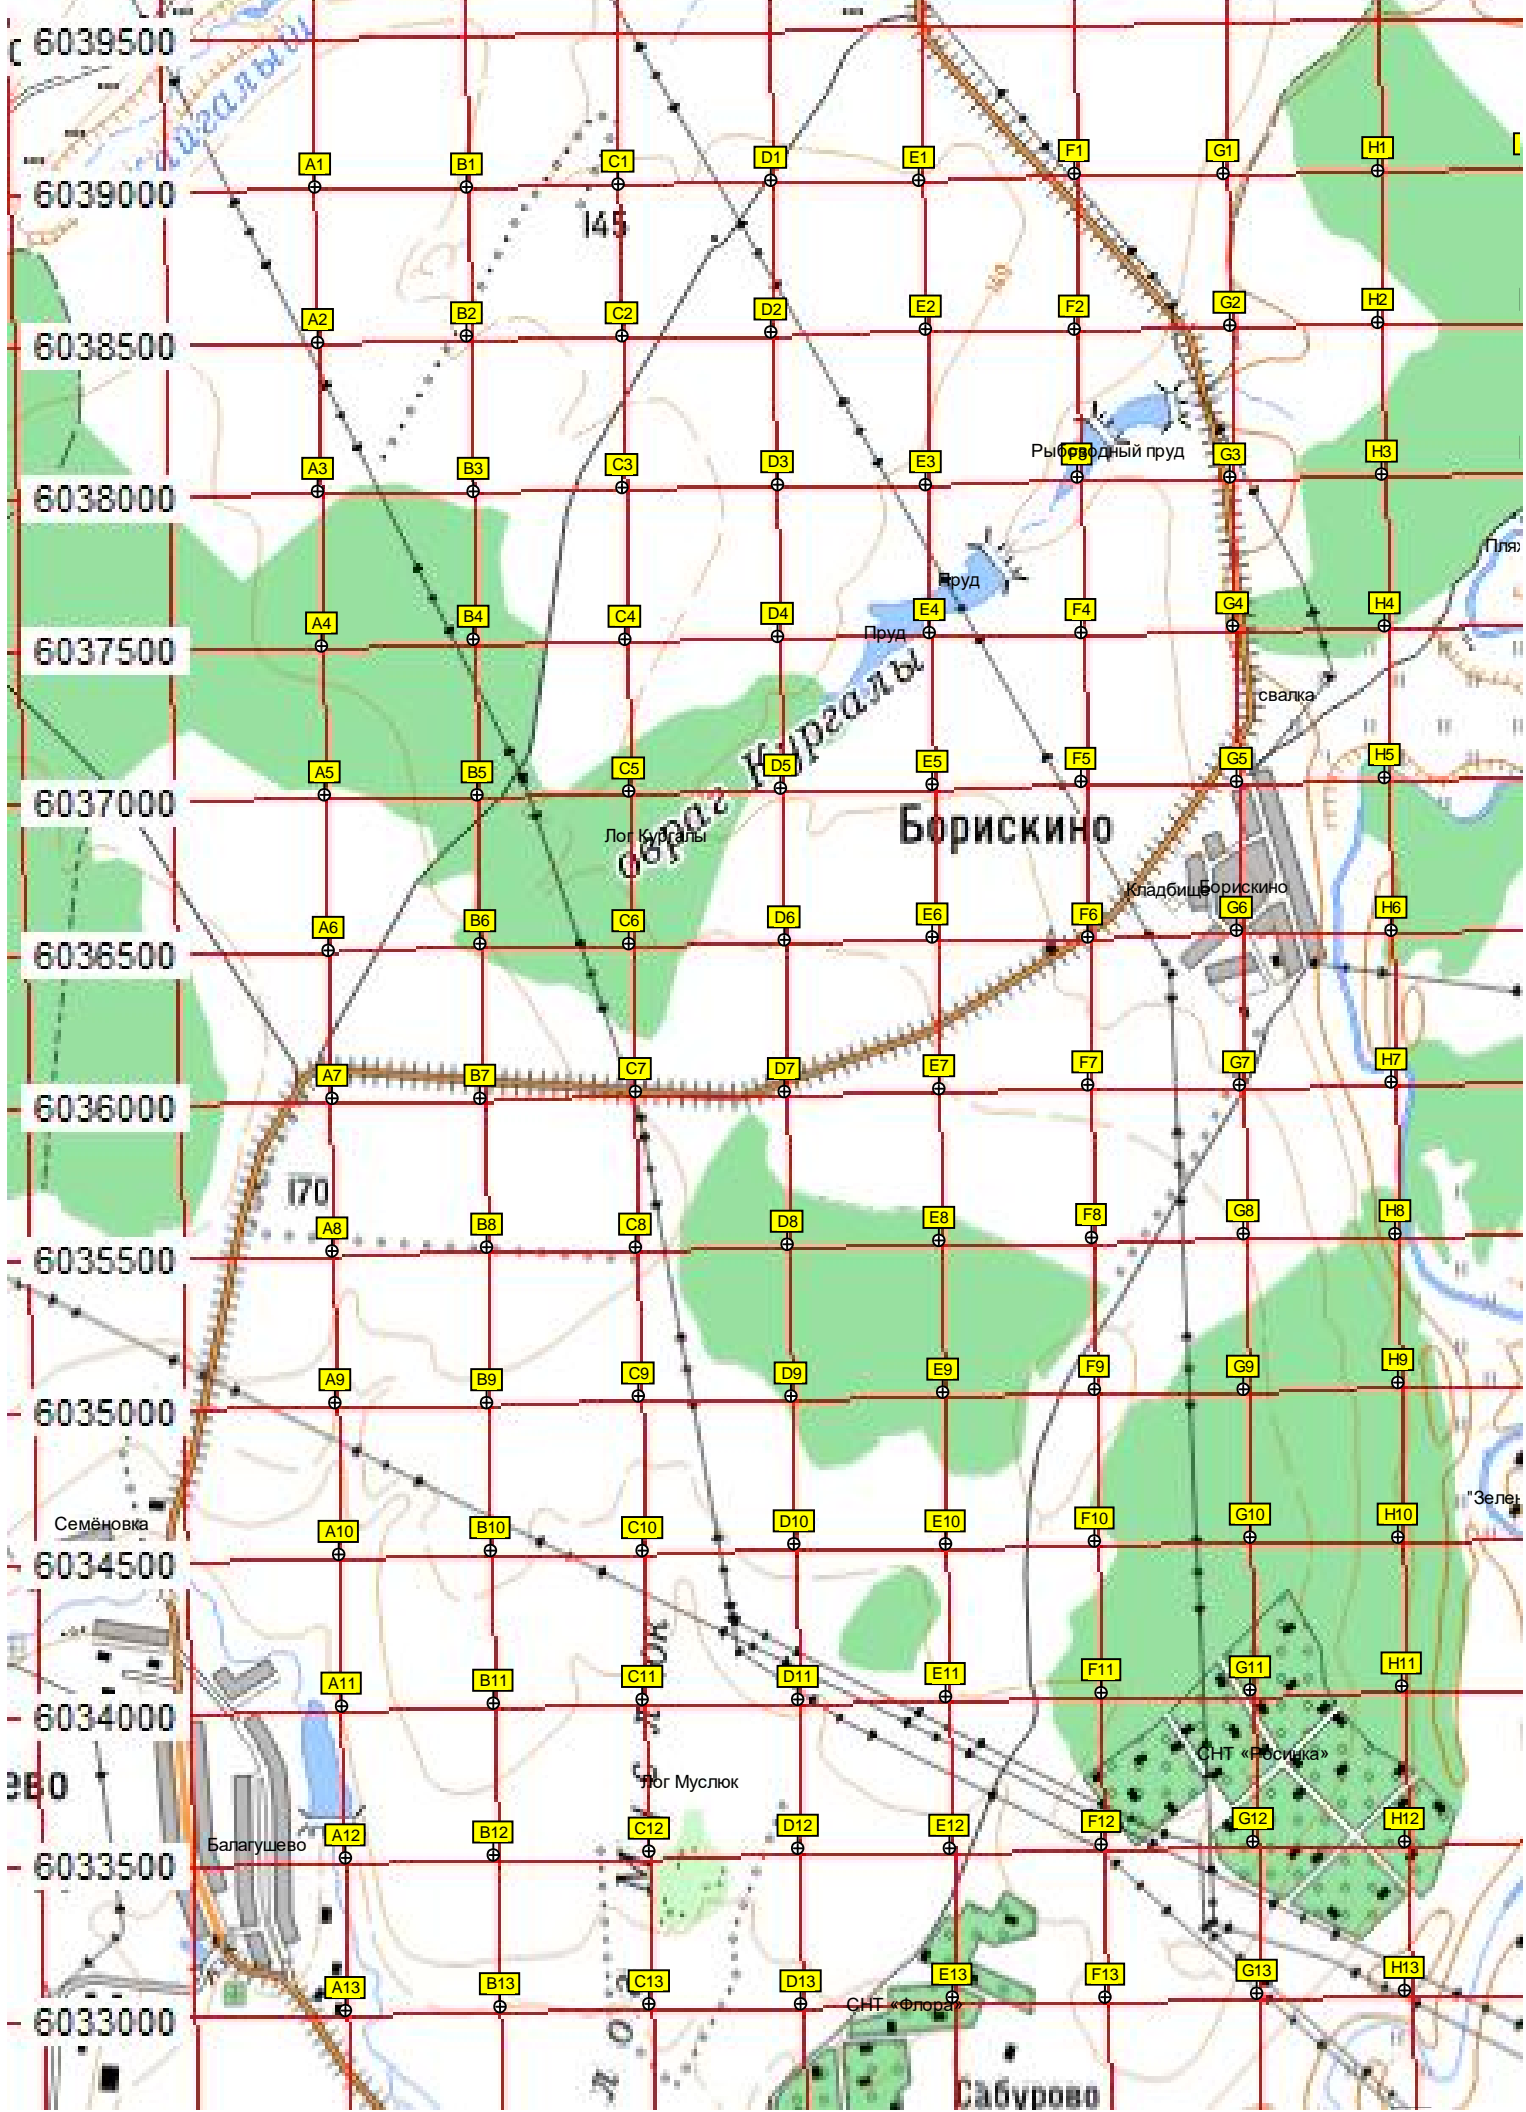 6039500
айгалыш
A1 B1 C1 D1 E1 F1 G1 H1
6039000
145
140
A2 B2 C2 D2 E2 F2 G2 H2
6038500
Рыбоводный пруд
A3 B3 C3 D3 E3 F3 G3 H3
6038000
Пляж
Пруд
A4 B4 C4 D4 E4 F4 G4 H4
Пруд
6037500
свалка
овраг Кургалы
A5 B5 C5 D5 E5 F5 G5 H5
6037000
Лог Кургалы
Борискино
Кладбище
Борискино
A6 B6 C6 D6 E6 F6 G6 H6
6036500
A7 B7 C7 D7 E7 F7 G7 H7
6036000
170
A8 B8 C8 D8 E8 F8 G8 H8
6035500
A9 B9 C9 D9 E9 F9 G9 H9
6035000
"Зелен
Семёновка
A10 B10 C10 D10 E10 F10 G10 H10
6034500
A11 B11 C11 D11 E11 F11 G11 H11
6034000
СНТ «Росинка»
Лог Муслюк
ево
A12 B12 C12 D12 E12 F12 G12 H12
Балагушево
6033500
A13 B13 C13 D13 E13 F13 G13 H13
СНТ «Флора»
6033000
Сабурово